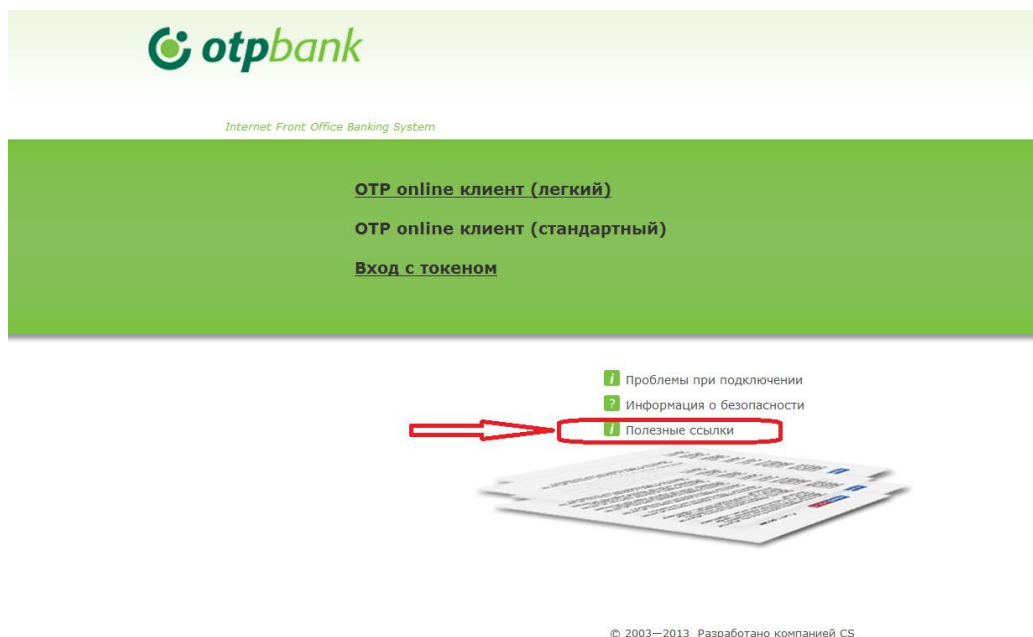 otpbank
Internet Front Office Banking System
OTP online клиент (легкий)
OTP online клиент (стандартный)
Вход с токеном
Проблемы при подключении
Информация о безопасности
Полезные ссылки
© 2003—2013 Разработано компанией CS